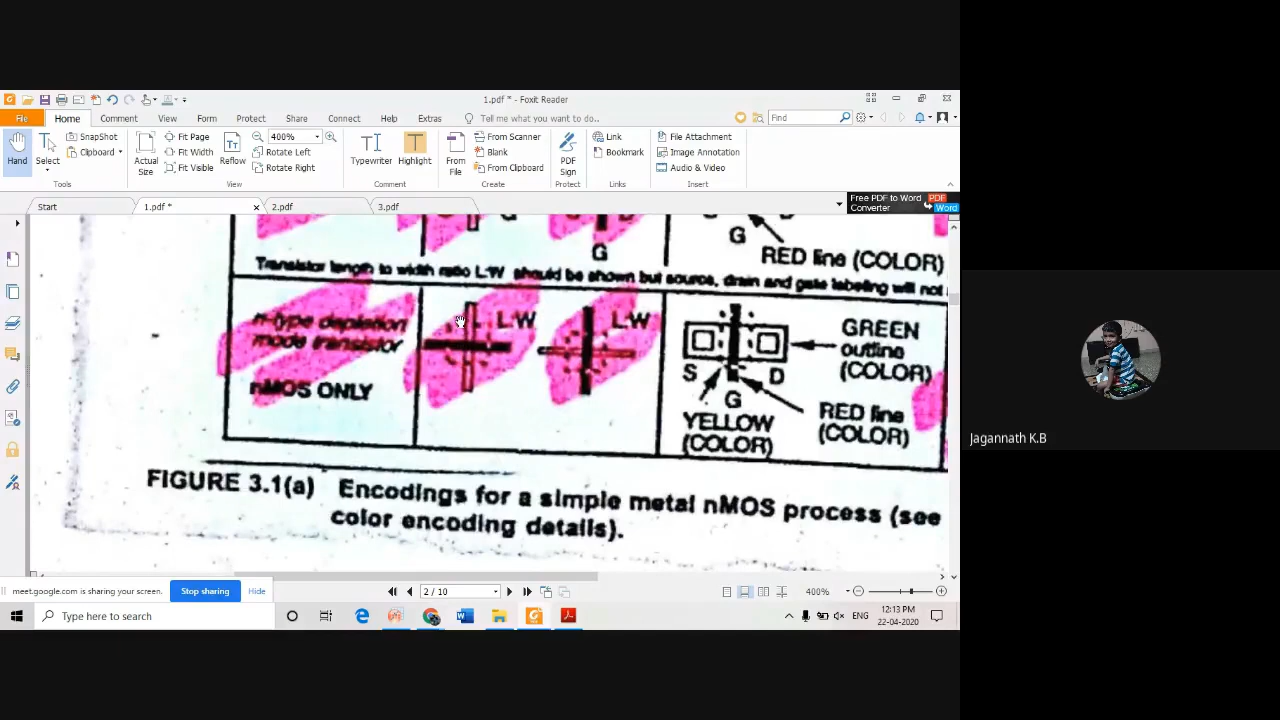 1.pdf * - Foxit Reader
File Home Comment View Form Protect Share Connect Help Extras Tell me what you want to do.. Find
Hand Select SnapShot Clipboard Actual Size Fit Page Fit Width Fit Visible Reflow 400% Rotate Left Rotate Right Typewriter Highlight From File From Scanner Blank From Clipboard PDF Sign Link Bookmark File Attachment Image Annotation Audio & Video
Tools View Comment Create Protect Links Insert
Start 1.pdf * 2.pdf 3.pdf Free PDF to Word Converter PDF Word
G D
G
G
RED line (COLOR)
Transistor length to width ratio L:W should be shown but source, drain and gate labeling will not
n-type depletion
mode transistor
nMOS ONLY
L:W
L:W
S D
G
YELLOW
(COLOR)
GREEN
outline
(COLOR)
RED line
(COLOR)
FIGURE 3.1(a) Encodings for a simple metal nMOS process (see
color encoding details).
Jagannath K.B
meet.google.com is sharing your screen. Stop sharing Hide 2 / 10 400%
Type here to search ENG 12:13 PM
22-04-2020